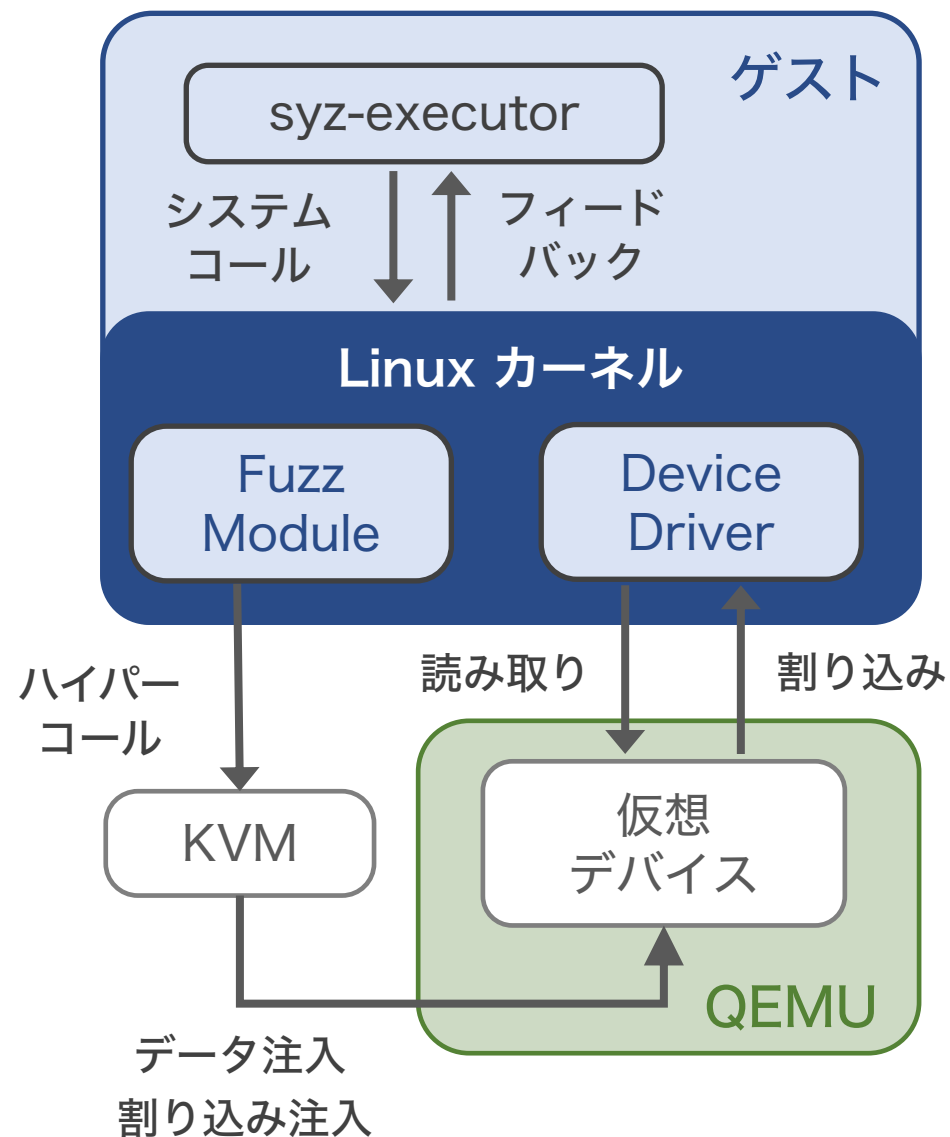 ゲスト
syz-executor
システム
コール
フィード
バック
Linux カーネル
Fuzz
Module
Device
Driver
ハイパー
コール
読み取り
割り込み
KVM
仮想
デバイス
QEMU
データ注入
割り込み注入